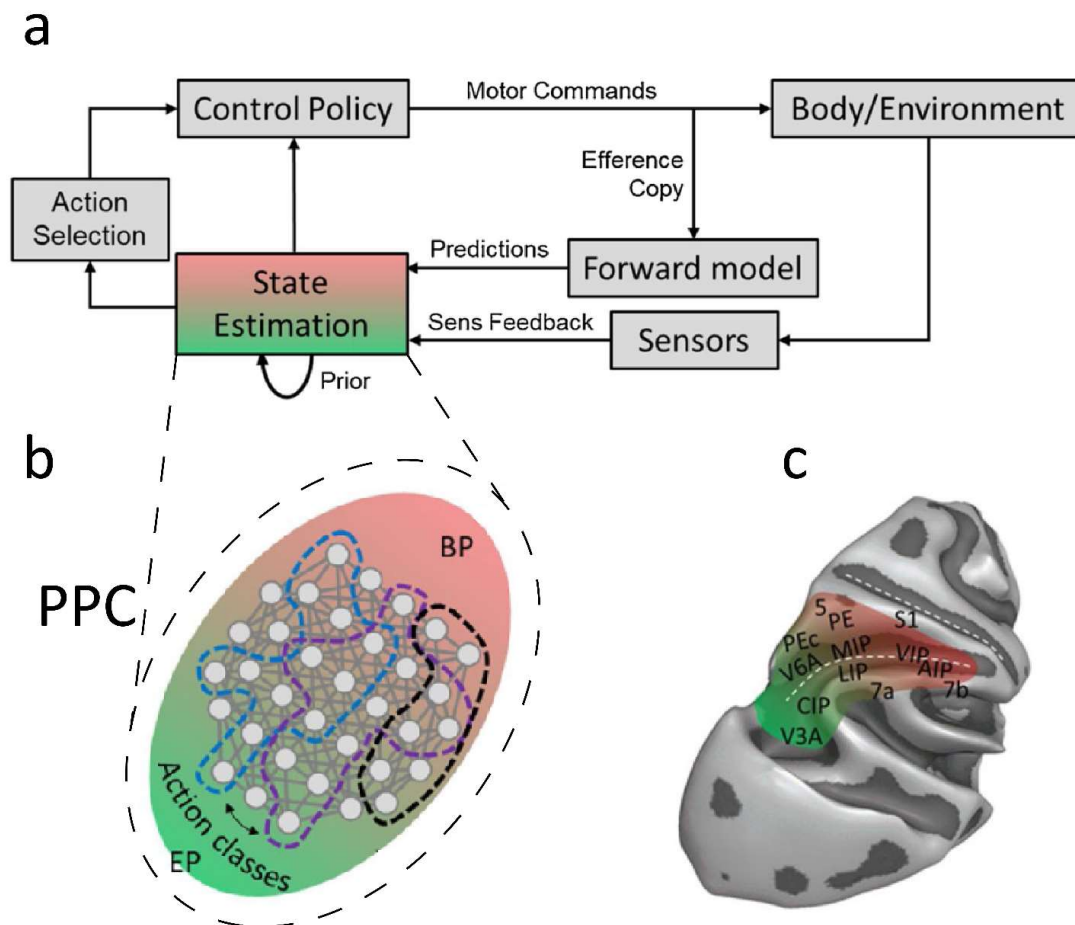 a
Motor Commands
Control Policy
Body/Environment
Efference
Copy
Action
Selection
Predictions
Forward model
State
Estimation
Sens Feedback
Sensors
Prior
b
c
BP
PPC
Action classes
EP
5
PE
S1
PEc
MIP
VIP
V6A
LIP
AIP
7a
7b
CIP
V3A